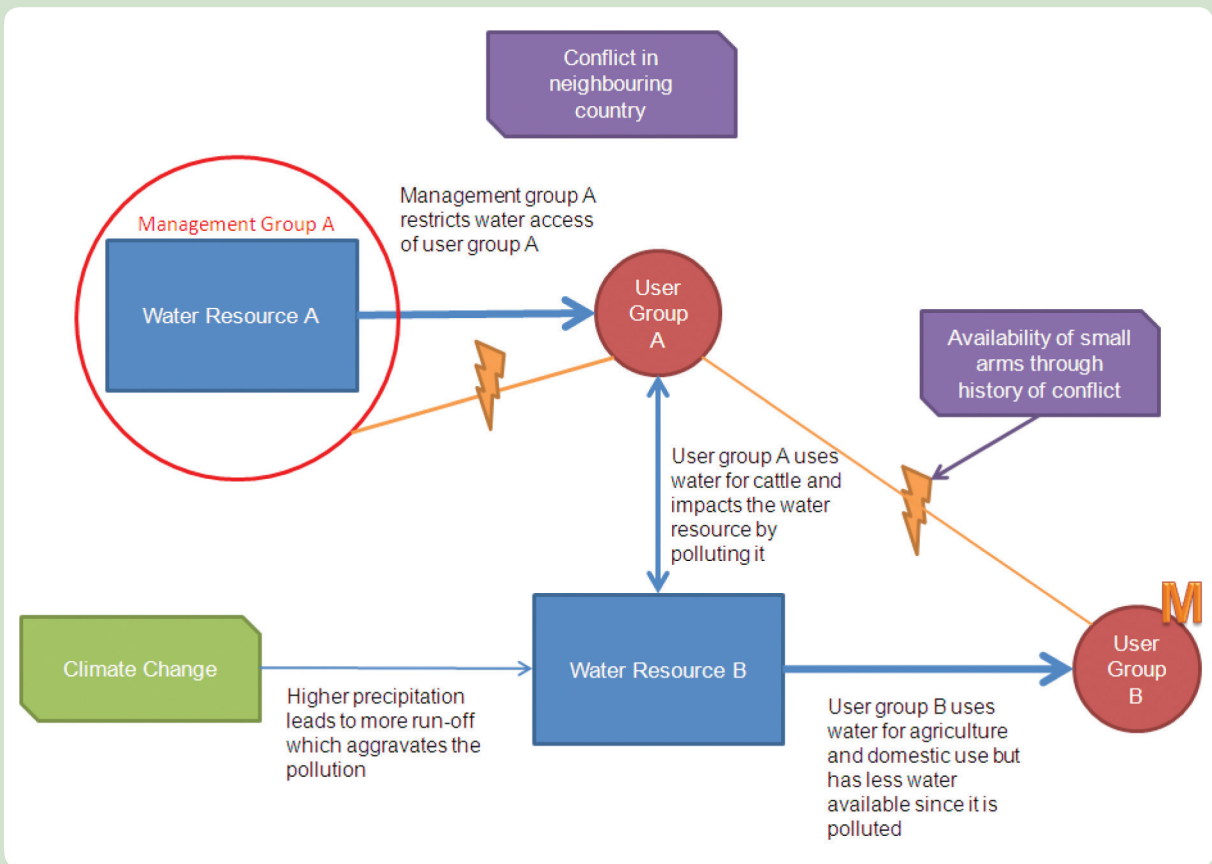 Conflict in
neighbouring
country
Management group A
restricts water access
of user group A
Management Group A
Water Resource A
User
Group
A
Availability of small
arms through
history of conflict
User group A uses
water for cattle and
impacts the water
resource by
polluting it
M
Climate Change
Higher precipitation
leads to more run-off
which aggravates the
pollution
Water Resource B
User
Group
B
User group B uses
water for agriculture
and domestic use but
has less water
available since it is
polluted